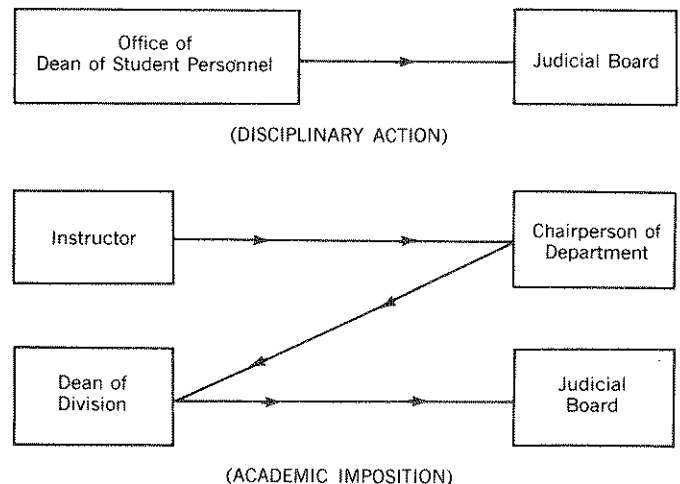 Office of
Dean of Student Personnel
Judicial Board
(DISCIPLINARY ACTION)
Instructor
Chairperson of
Department
Dean of
Division
Judicial
Board
(ACADEMIC IMPOSITION)